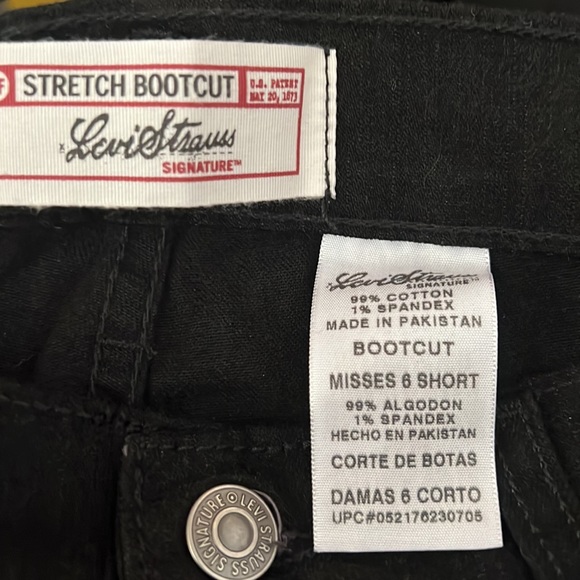 STRETCH BOOTCUT
U.S. PATENT
MAY 20, 1873
Levi Strauss
SIGNATURE™
Levi Strauss
SIGNATURE™
99% COTTON
1% SPANDEX
MADE IN PAKISTAN
BOOTCUT
MISSES 6 SHORT
99% ALGODON
1% SPANDEX
HECHO EN PAKISTAN
CORTE DE BOTAS
DAMAS 6 CORTO
UPC#052176230705
LEVI STRAUSS SIGNATURE